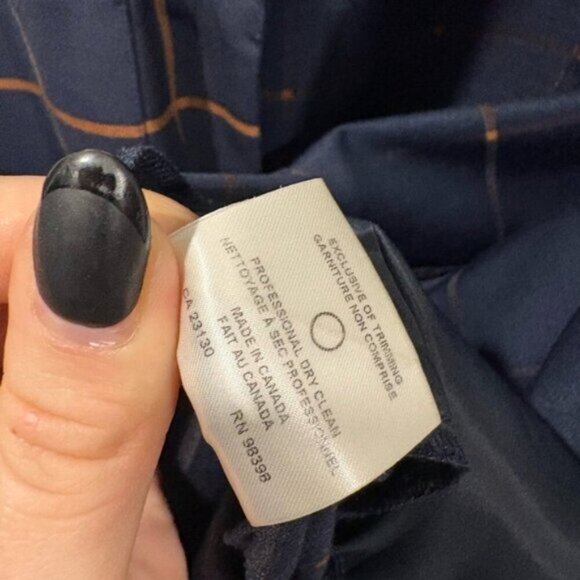 EXCLUSIVE OF TRIMMING
GARNITURE NON COMPRISE
PROFESSIONAL DRY CLEAN
NETTOYAGE A SEC PROFESSIONNEL
MADE IN CANADA
FAIT AU CANADA
RN 98398
CA 23130